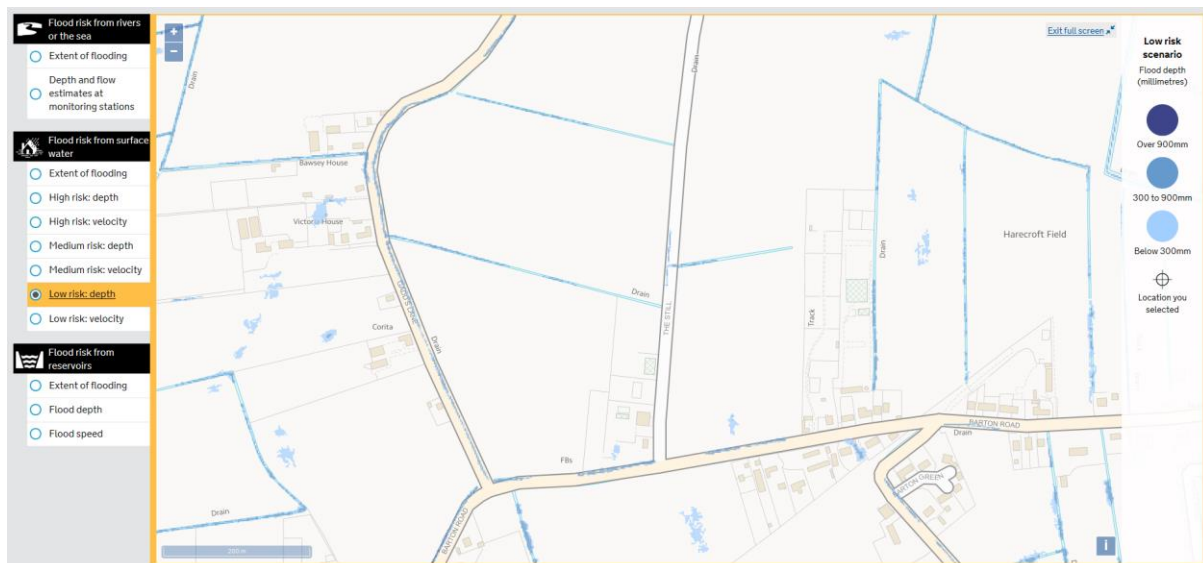 Flood risk from rivers
or the sea
Extent of flooding
Depth and flow
estimates at
monitoring stations
Flood risk from surface
water
Extent of flooding
High risk: depth
High risk: velocity
Medium risk: depth
Medium risk: velocity
Low risk: depth
Low risk: velocity
Flood risk from
reservoirs
Extent of flooding
Flood depth
Flood speed
+
−
Exit full screen
Drain
Drain
Bawsey House
Victoria House
Corita
GADD'S LANE
Drain
Drain
THE STILL
Drain
Harecroft Field
Track
FBs
BARTON ROAD
Drain
BARTON GREEN
BARTON ROAD
Drain
200 m
i
Low risk
scenario
Flood depth
(millimetres)
Over 900mm
300 to 900mm
Below 300mm
Location you
selected